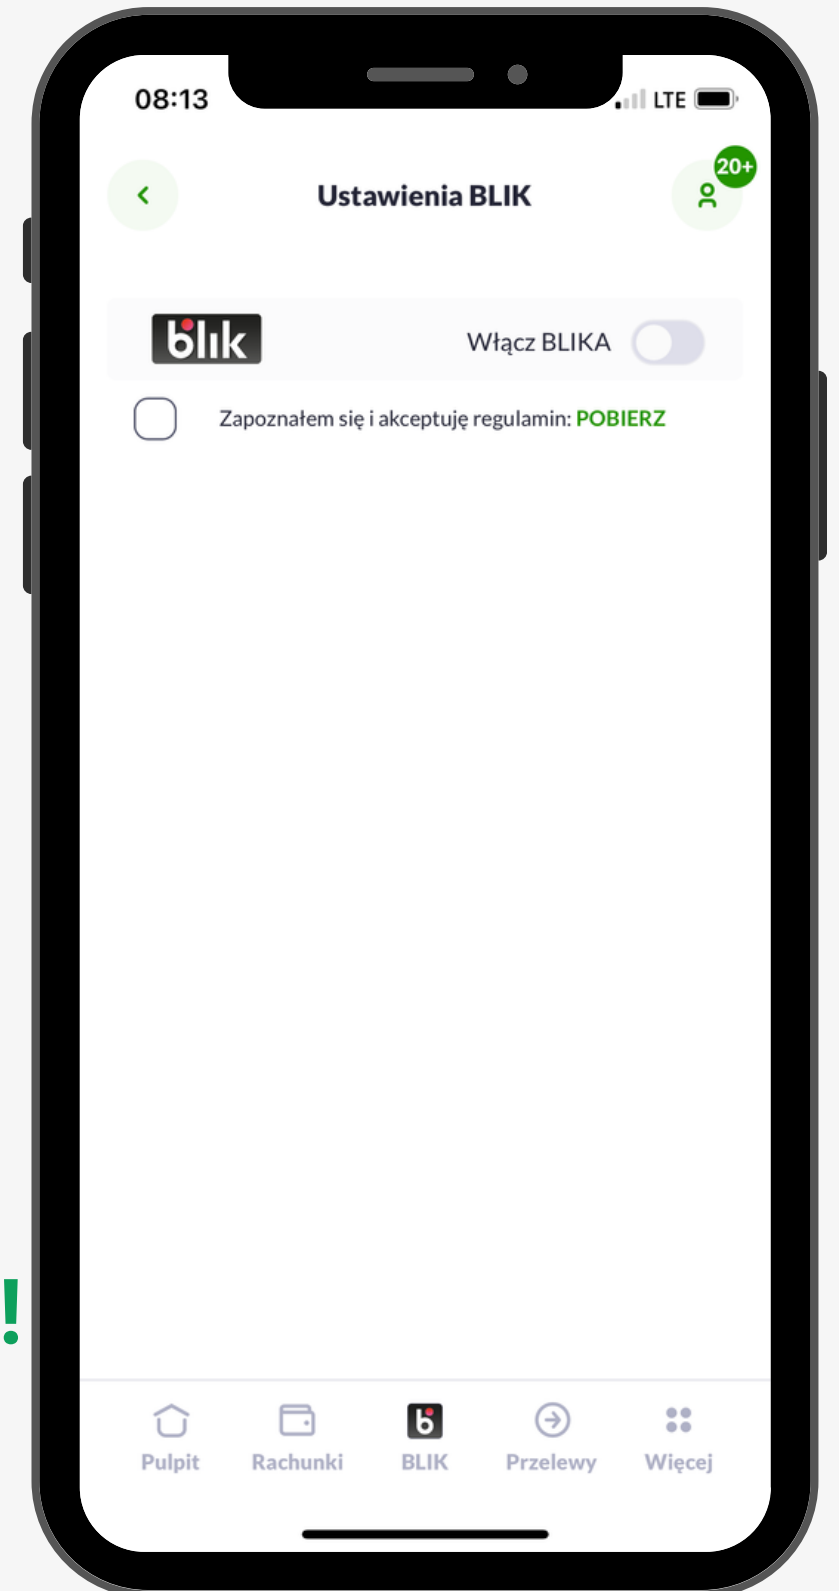 08:13 LTE
20+
Ustawienia BLIK
blik Włącz BLIKA
Zapoznałem się i akceptuję regulamin: POBIERZ
!
b
Pulpit Rachunki BLIK Przelewy Więcej